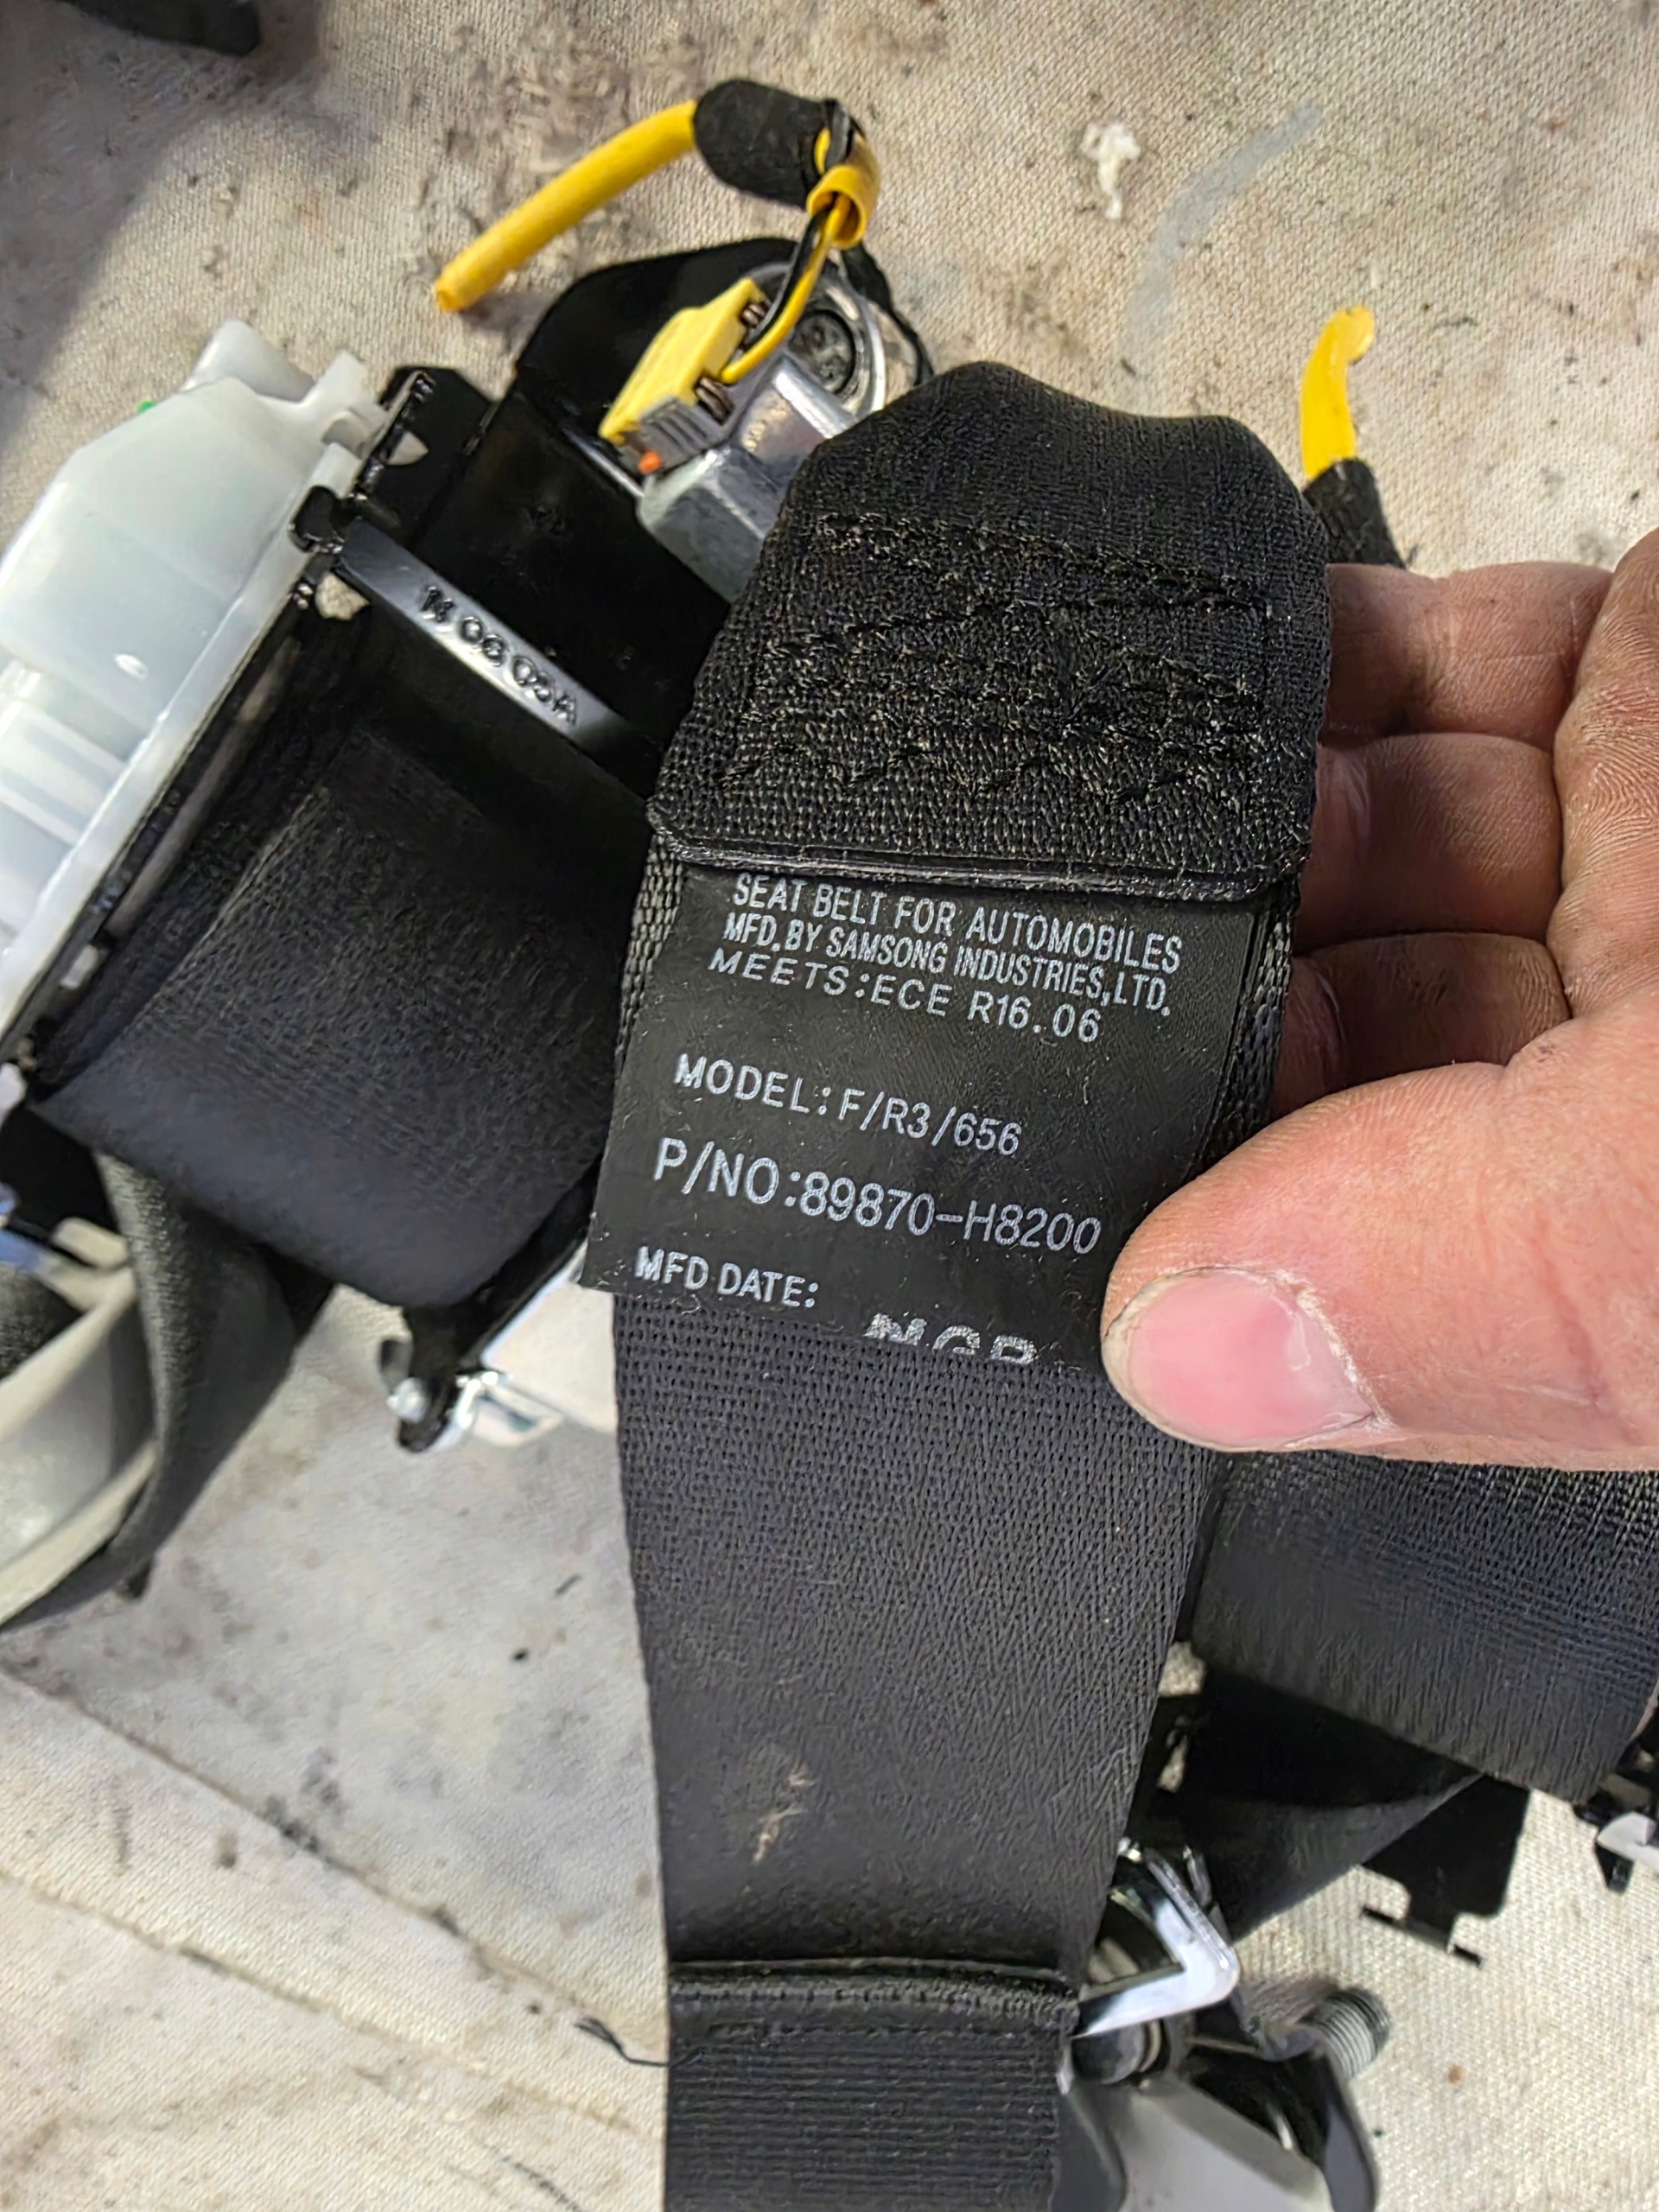 SEAT BELT FOR AUTOMOBILES
MFD.BY SAMSONG INDUSTRIES,LTD.
MEETS:ECE R16.06
MODEL:F/R3/656
P/NO:89870-H8200
MFD DATE: